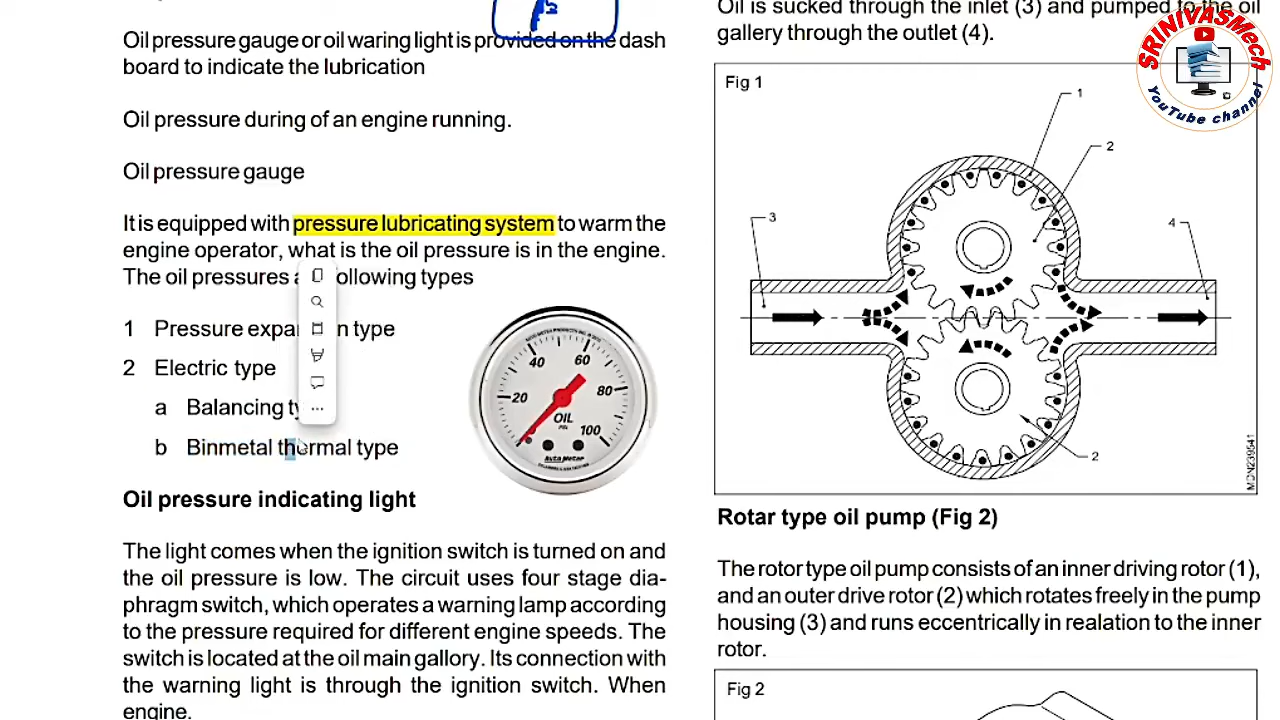 Oil pressure gauge or oil waring light is provided on the dash
board to indicate the lubrication
Oil pressure during of an engine running.
Oil pressure gauge
It is equipped with pressure lubricating system to warm the
engine operator, what is the oil pressure is in the engine.
The oil pressures a following types
1 Pressure expan n type
2 Electric type
a Balancing ty
b Binmetal thermal type
20
40
60
80
100
OIL
PSI
Auto Meter
Oil pressure indicating light
The light comes when the ignition switch is turned on and
the oil pressure is low. The circuit uses four stage dia-
phragm switch, which operates a warning lamp according
to the pressure required for different engine speeds. The
switch is located at the oil main gallory. Its connection with
the warning light is through the ignition switch. When
engine.
Oil is sucked through the inlet (3) and pumped to the oil
gallery through the outlet (4).
Fig 1
1
2
3
4
2
MDN239541
Rotar type oil pump (Fig 2)
The rotor type oil pump consists of an inner driving rotor (1),
and an outer drive rotor (2) which rotates freely in the pump
housing (3) and runs eccentrically in realation to the inner
rotor.
Fig 2
SRINIVASMech
YouTube channel